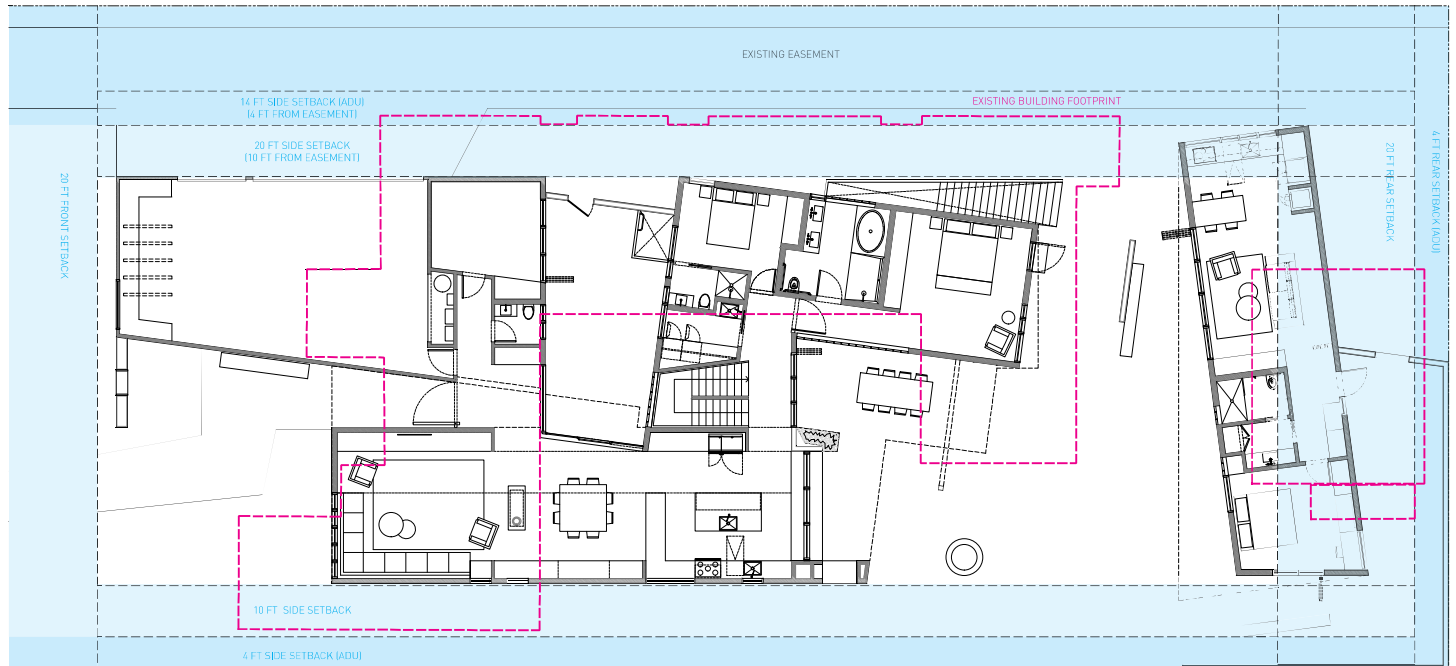 EXISTING EASEMENT
14 FT SIDE SETBACK (ADU)
(4 FT FROM EASEMENT)
EXISTING BUILDING FOOTPRINT
20 FT SIDE SETBACK
(10 FT FROM EASEMENT)
20 FT FRONT SETBACK
20 FT REAR SETBACK
4 FT REAR SETBACK (ADU)
10 FT SIDE SETBACK
4 FT SIDE SETBACK (ADU)